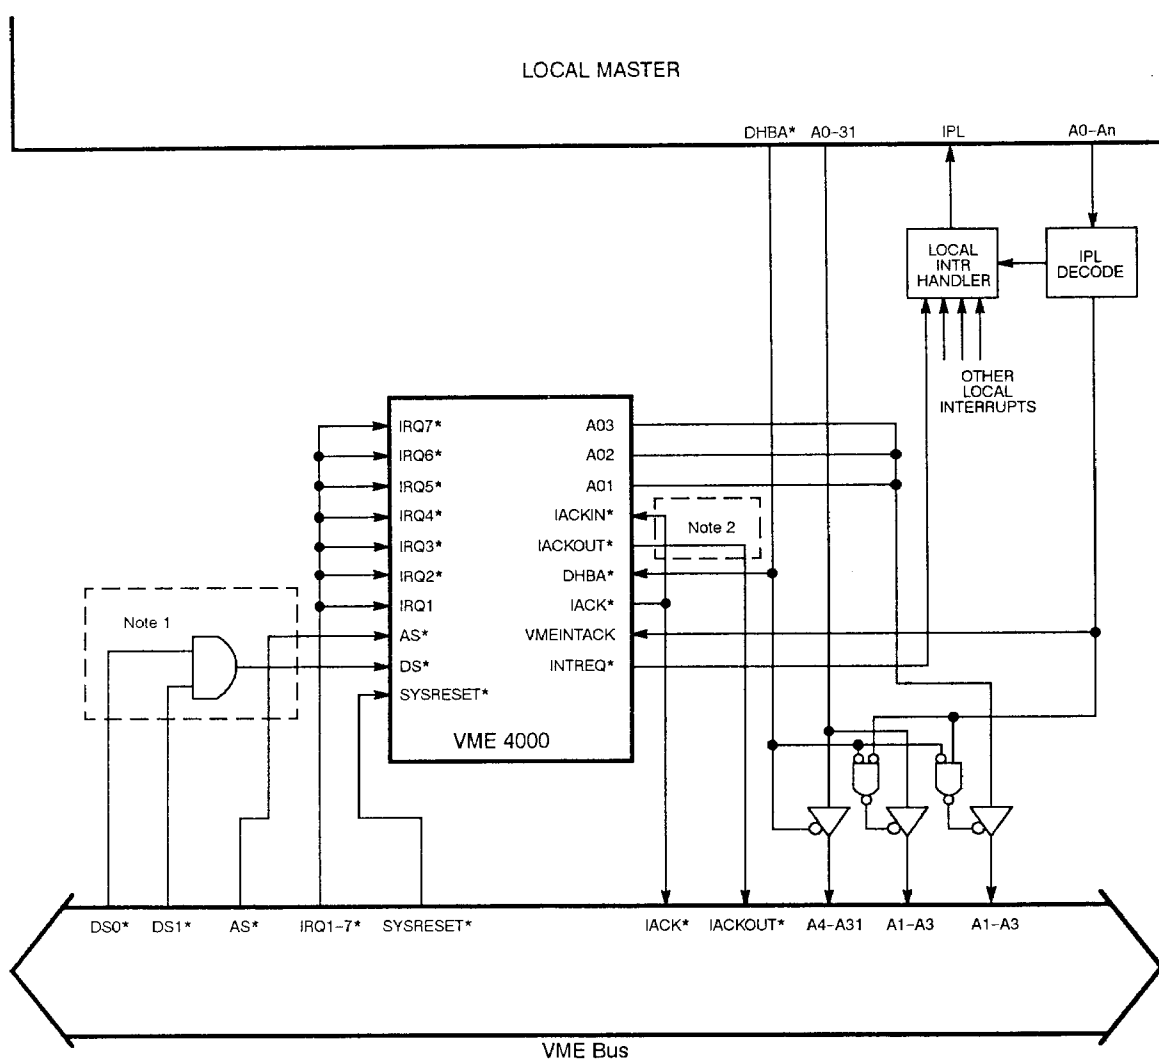 LOCAL MASTER
DHBA* A0-31 IPL A0-An
LOCAL
INTR
HANDLER
IPL
DECODE
OTHER
LOCAL
INTERRUPTS
IRQ7* A03
IRQ6* A02
IRQ5* A01
IRQ4* IACKIN*
IRQ3* IACKOUT*
IRQ2* DHBA*
IRQ1 IACK*
AS* VMEINTACK
DS* INTREQ*
SYSRESET*
VME 4000
Note 2
Note 1
DS0* DS1* AS* IRQ1-7* SYSRESET* IACK* IACKOUT* A4-A31 A1-A3 A1-A3
VME Bus